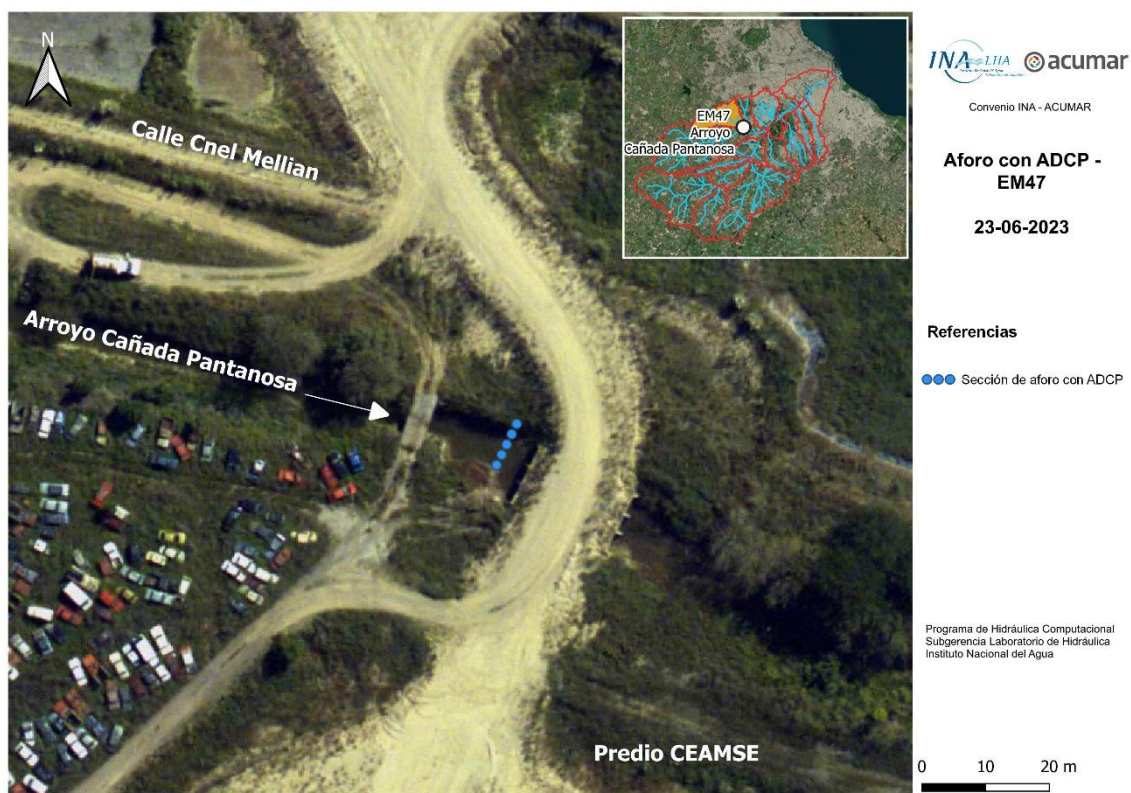 N
Calle Cnel Mellian
Arroyo Cañada Pantanosa
Predio CEAMSE
EM47
Arroyo
Cañada Pantanosa
INA LHA
acumar
Convenio INA - ACUMAR
Aforo con ADCP -
EM47
23-06-2023
Referencias
Sección de aforo con ADCP
Programa de Hidráulica Computacional
Subgerencia Laboratorio de Hidráulica
Instituto Nacional del Agua
0 10 20 m